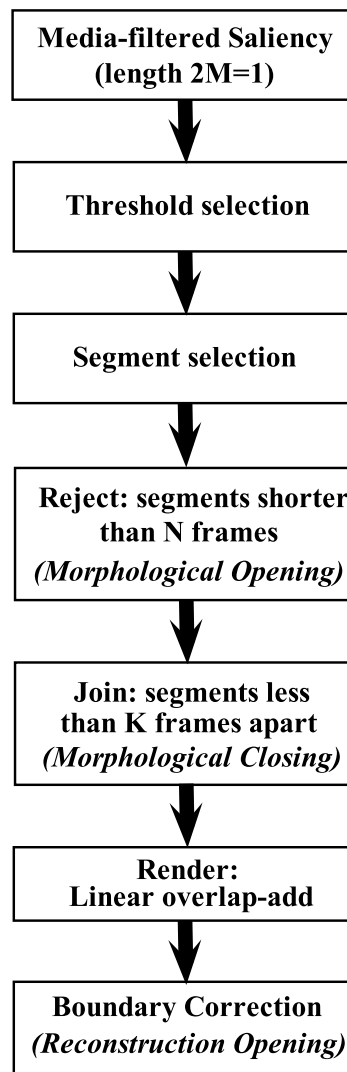 Media-filtered Saliency
(length 2M=1)
Threshold selection
Segment selection
Reject: segments shorter
than N frames
(Morphological Opening)
Join: segments less
than K frames apart
(Morphological Closing)
Render:
Linear overlap-add
Boundary Correction
(Reconstruction Opening)